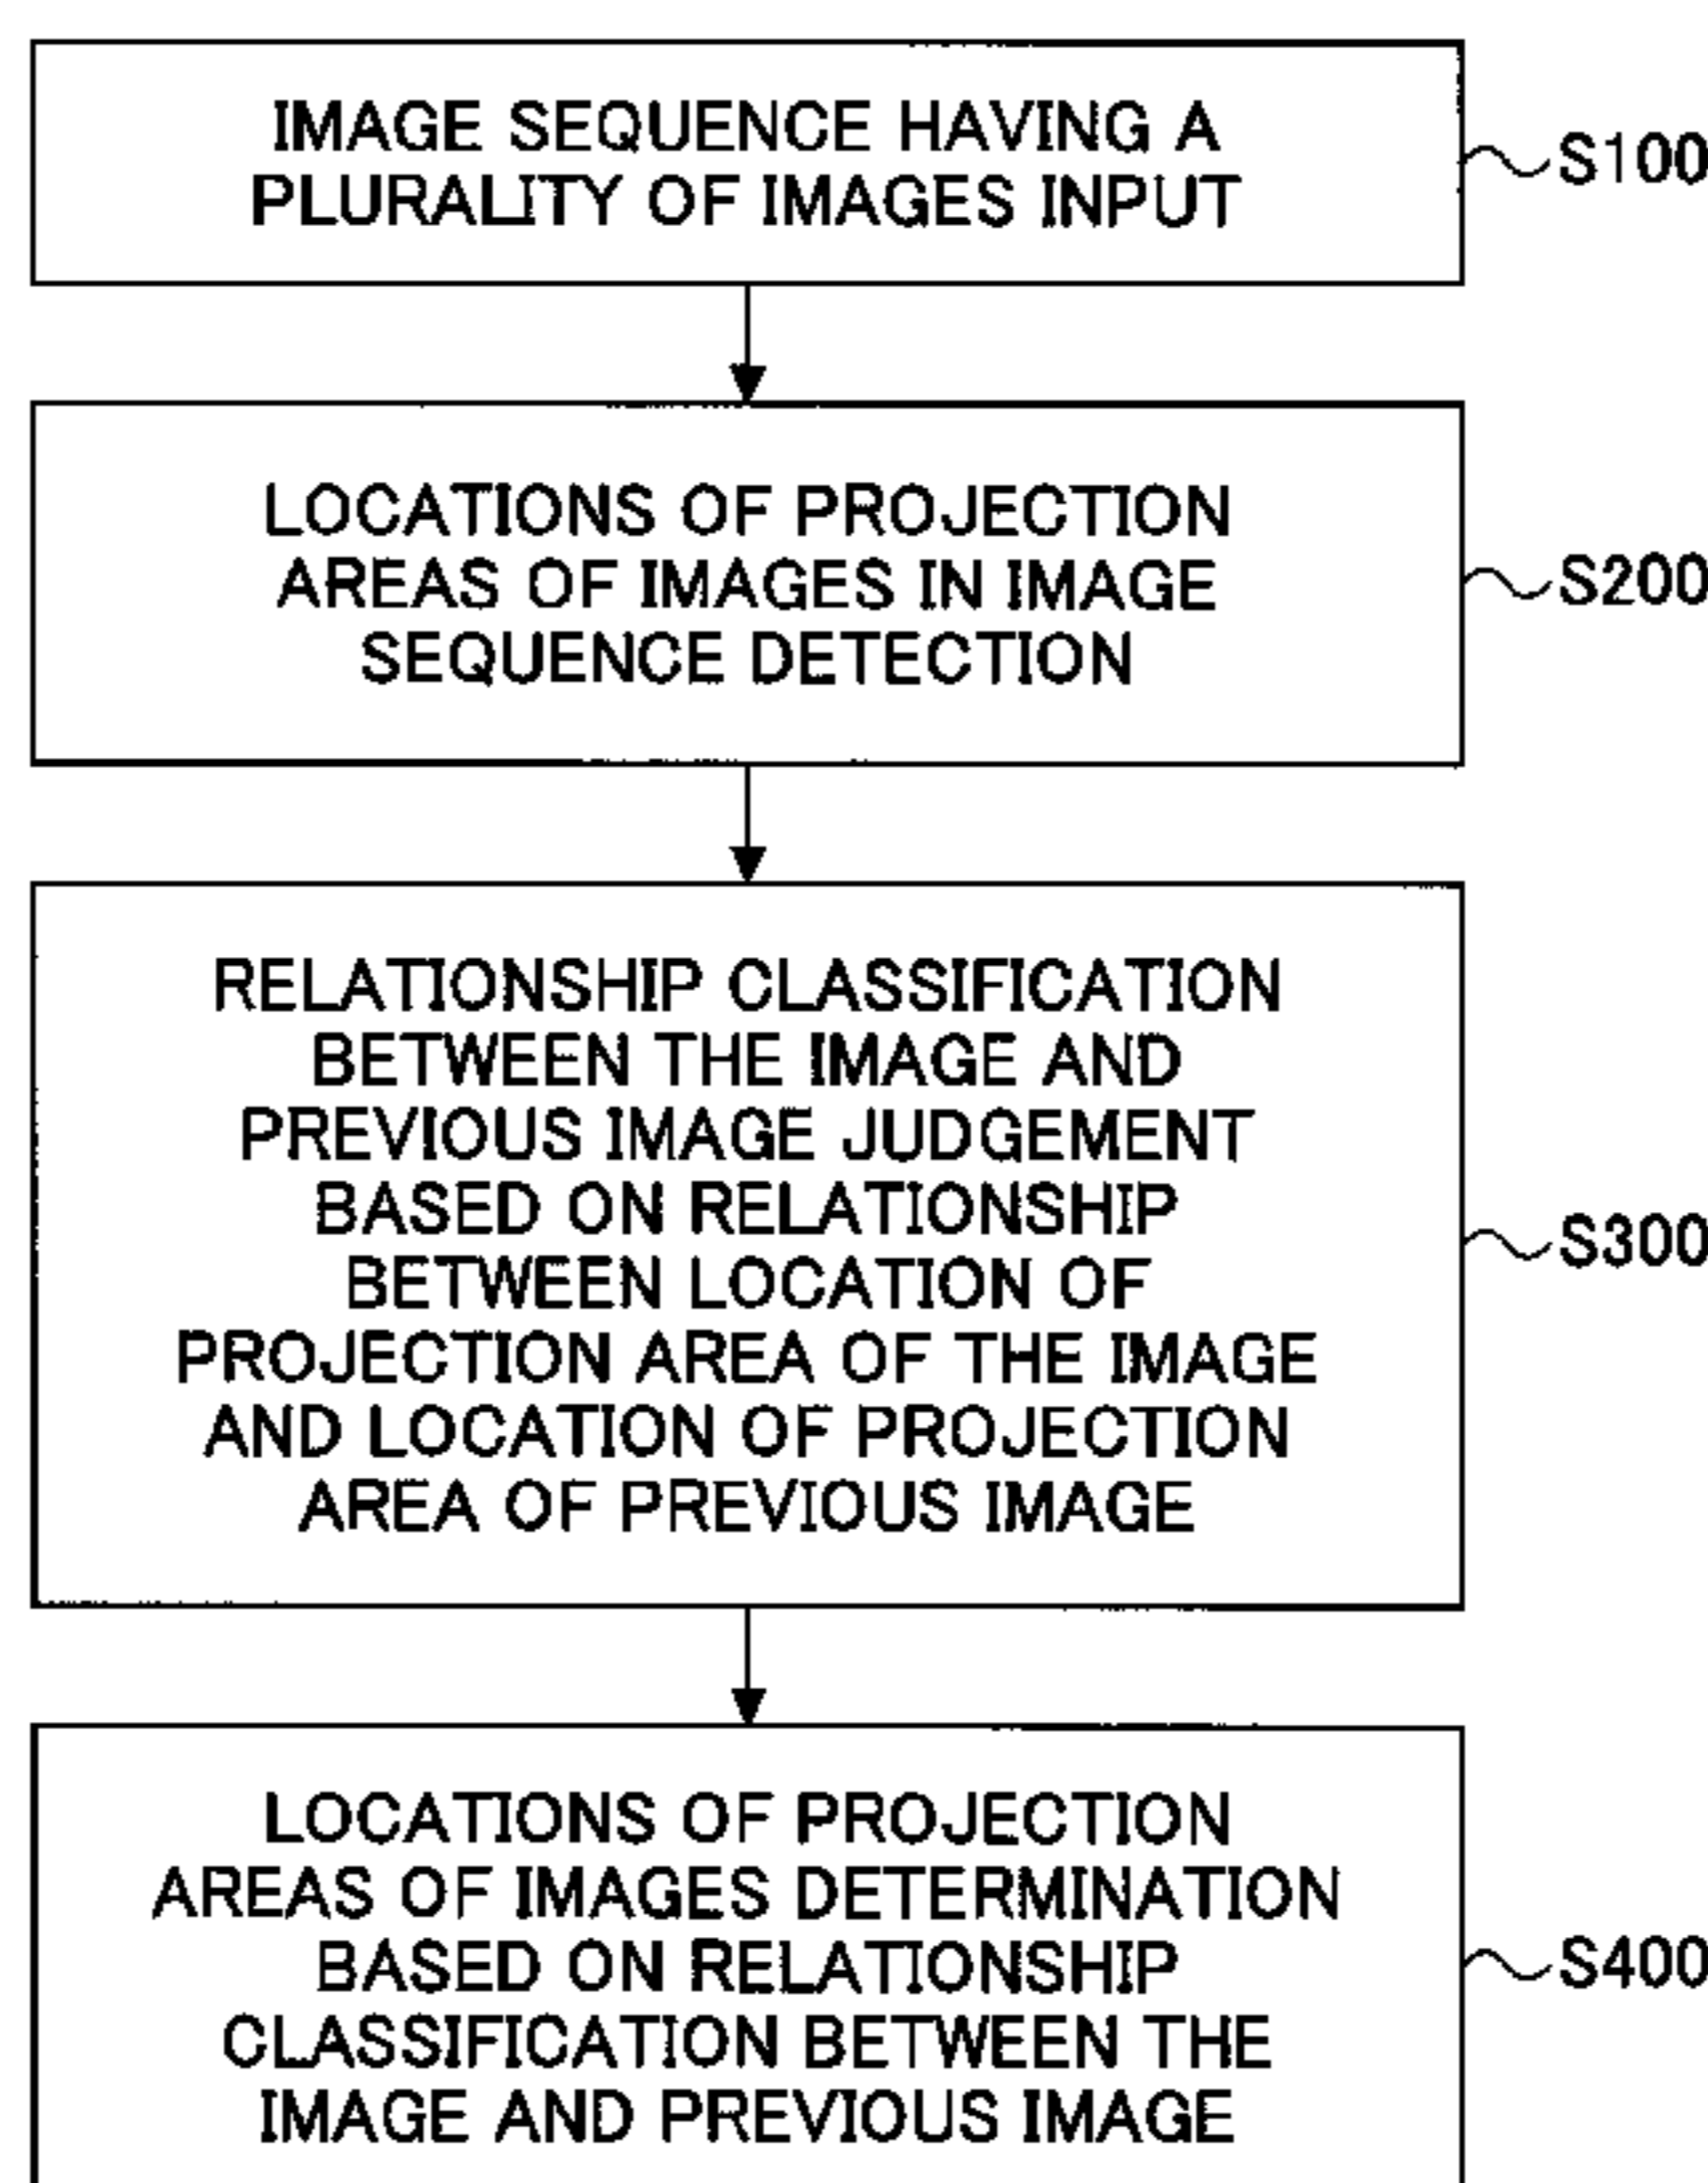 IMAGE SEQUENCE HAVING A
PLURALITY OF IMAGES INPUT
S100
LOCATIONS OF PROJECTION
AREAS OF IMAGES IN IMAGE
SEQUENCE DETECTION
S200
RELATIONSHIP CLASSIFICATION
BETWEEN THE IMAGE AND
PREVIOUS IMAGE JUDGEMENT
BASED ON RELATIONSHIP
BETWEEN LOCATION OF
PROJECTION AREA OF THE IMAGE
AND LOCATION OF PROJECTION
AREA OF PREVIOUS IMAGE
S300
LOCATIONS OF PROJECTION
AREAS OF IMAGES DETERMINATION
BASED ON RELATIONSHIP
CLASSIFICATION BETWEEN THE
IMAGE AND PREVIOUS IMAGE
S400